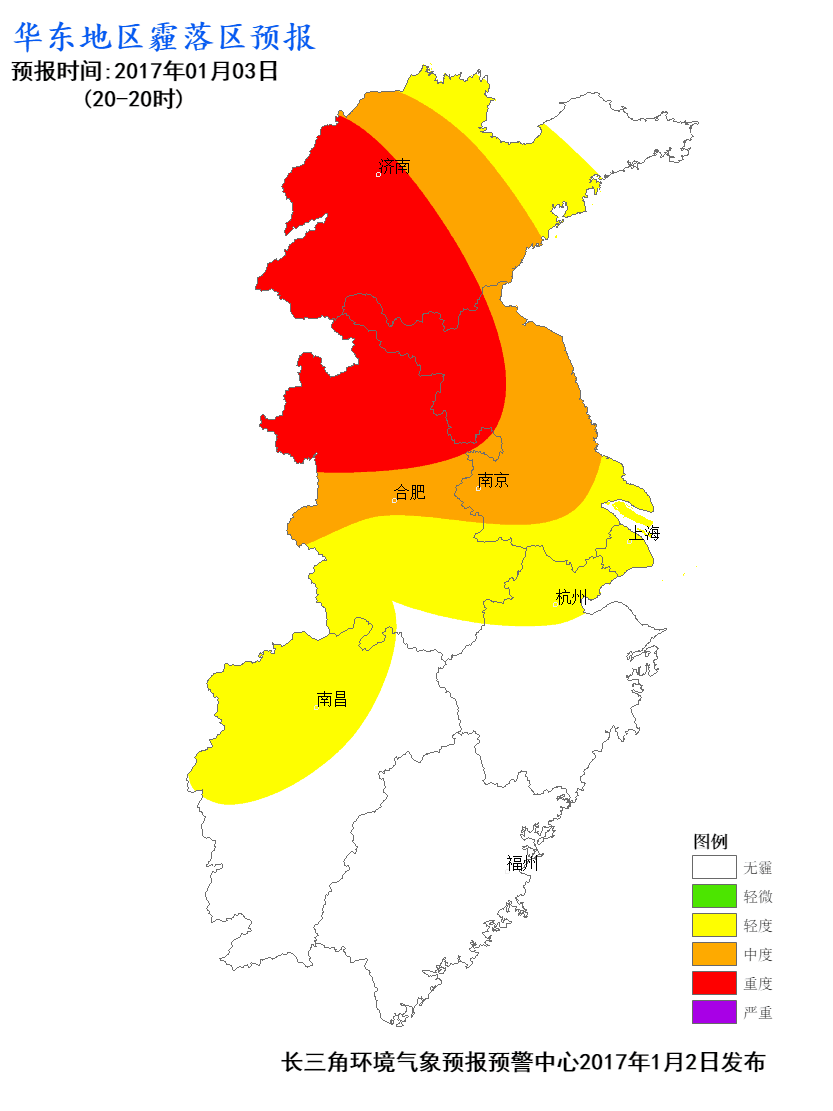 华东地区霾落区预报
预报时间:2017年01月03日
(20-20时)
济南
南京
合肥
上海
杭州
南昌
福州
图例
无霾
轻微
轻度
中度
重度
严重
长三角环境气象预报预警中心2017年1月2日发布